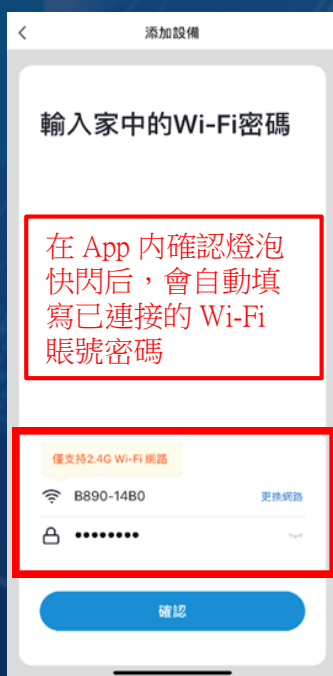 添加設備
輸入家中的Wi-Fi密碼
在 App 内確認燈泡
快閃后，會自動填
寫已連接的 Wi-Fi
賬號密碼
僅支持2.4G Wi-Fi 網路
B890-14B0 更換網路
••••••••
確認